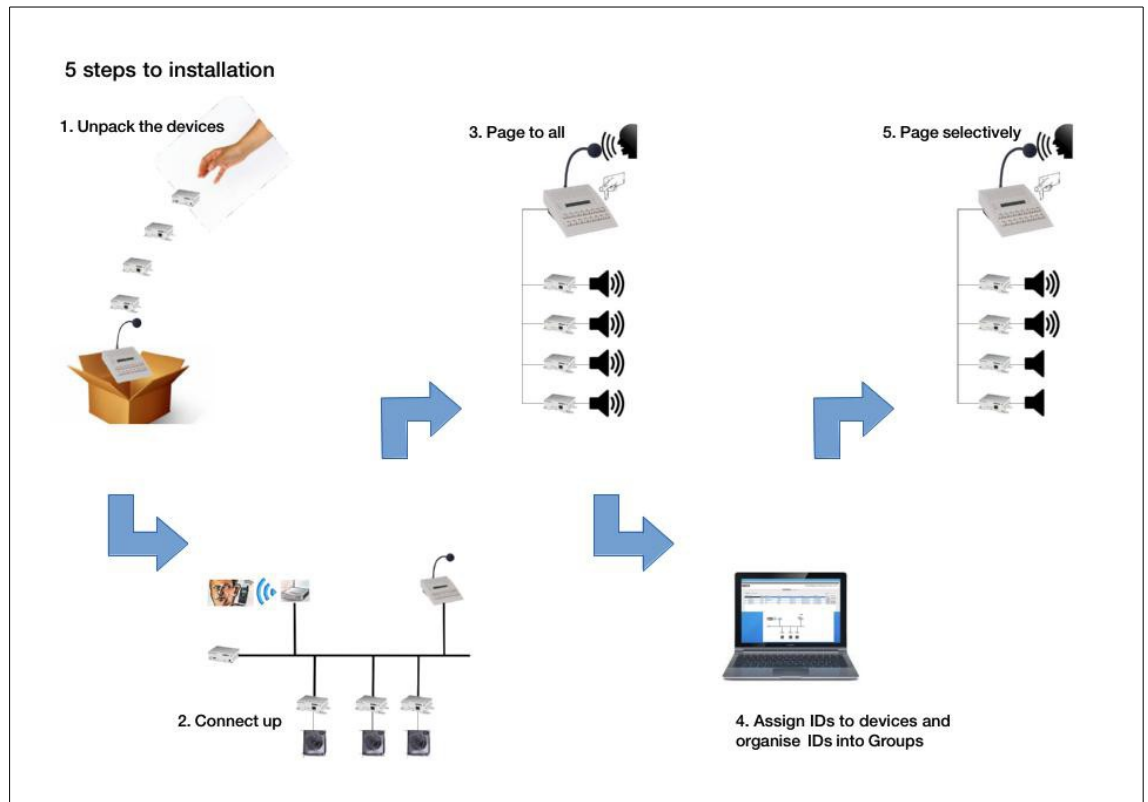 5 steps to installation
1. Unpack the devices
3. Page to all
5. Page selectively
2. Connect up
4. Assign IDs to devices and
organise IDs into Groups